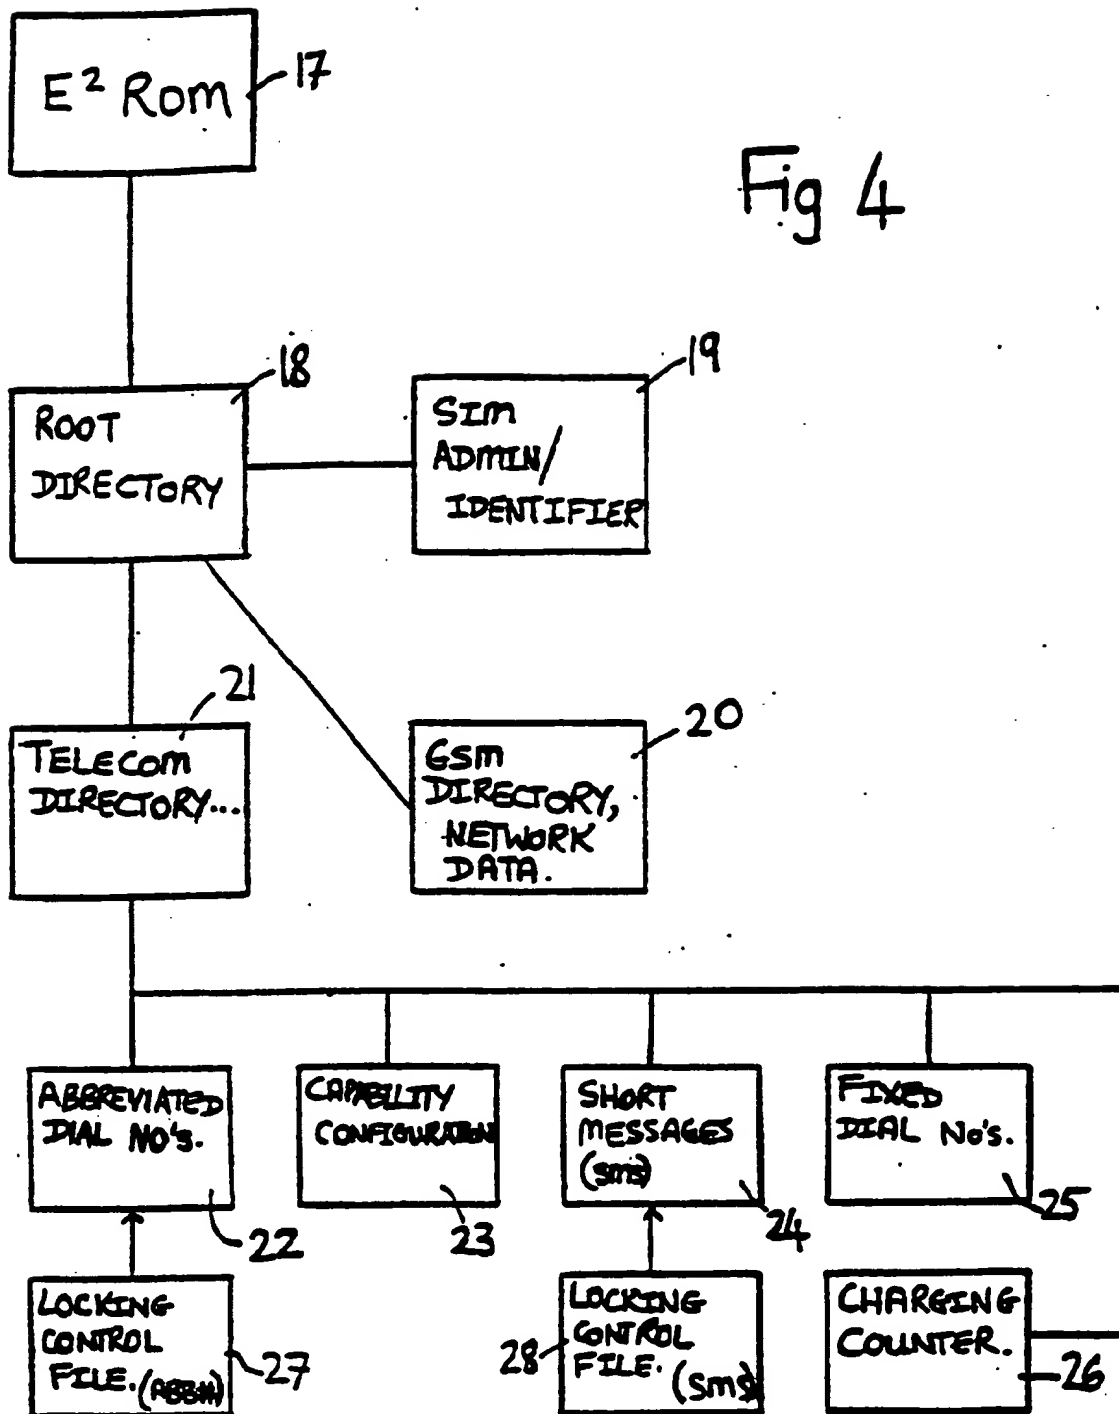 E² Rom
17
Fig 4
18
ROOT
DIRECTORY
19
SIM
ADMIN/
IDENTIFIER
21
TELECOM
DIRECTORY...
20
GSM
DIRECTORY,
NETWORK
DATA.
ABBREVIATED
DIAL NO's.
22
CAPABILITY
CONFIGURATION
23
SHORT
MESSAGES
(sms)
24
FIXED
DIAL No's.
25
LOCKING
CONTROL
FILE. (ABB#)
27
LOCKING
CONTROL
FILE. (sms)
28
CHARGING
COUNTER.
26